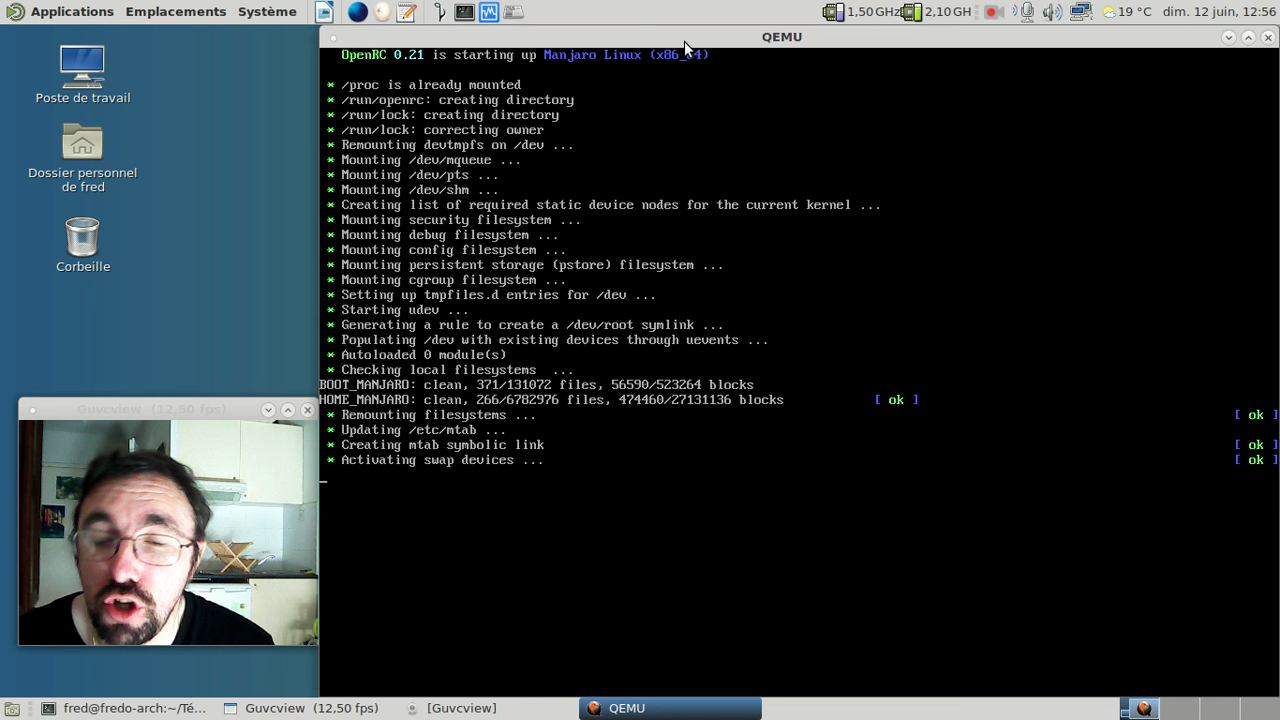 Applications Emplacements Système
1,50 GHz 2,10 GH 19 °C dim. 12 juin, 12:56
Poste de travail
Dossier personnel
de fred
Corbeille
QEMU
OpenRC 0.21 is starting up Manjaro Linux (x86_64)
* /proc is already mounted
* /run/openrc: creating directory
* /run/lock: creating directory
* /run/lock: correcting owner
* Remounting devtmpfs on /dev ...
* Mounting /dev/mqueue ...
* Mounting /dev/pts ...
* Mounting /dev/shm ...
* Creating list of required static device nodes for the current kernel ...
* Mounting security filesystem ...
* Mounting debug filesystem ...
* Mounting config filesystem ...
* Mounting persistent storage (pstore) filesystem ...
* Mounting cgroup filesystem ...
* Setting up tmpfiles.d entries for /dev ...
* Starting udev ...
* Generating a rule to create a /dev/root symlink ...
* Populating /dev with existing devices through uevents ...
* Autoloaded 0 module(s)
* Checking local filesystems ...
BOOT_MANJARO: clean, 371/131072 files, 56590/523264 blocks
HOME_MANJARO: clean, 266/6782976 files, 474460/27131136 blocks [ ok ]
* Remounting filesystems ... [ ok ]
* Updating /etc/mtab ...
* Creating mtab symbolic link [ ok ]
* Activating swap devices ... [ ok ]
Guvcview (12,50 fps)
fred@fredo-arch:~/Té... Guvcview (12,50 fps) [Guvcview] QEMU